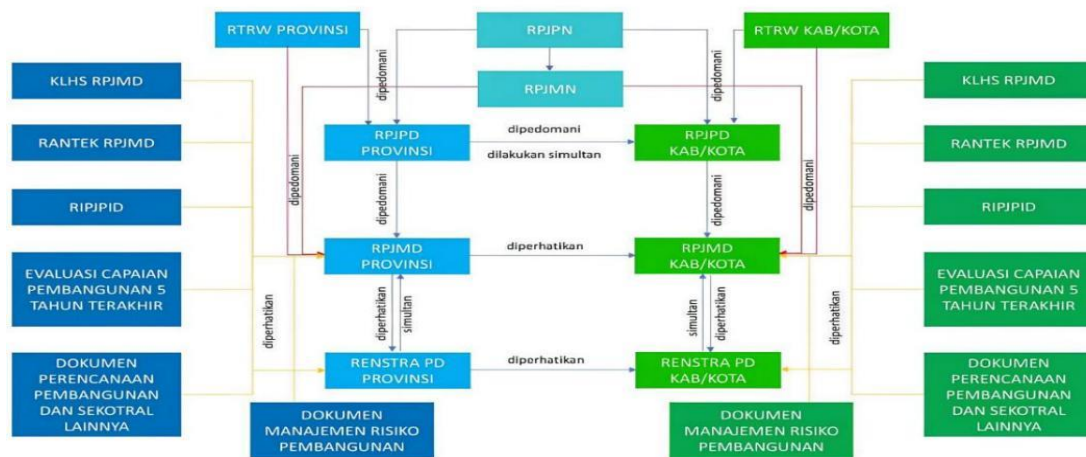 RTRW PROVINSI
RPJPN
RTRW KAB/KOTA
KLHS RPJMD
dipedomani
dipedomani
dipedomani
dipedomani
RPJMN
KLHS RPJMD
RANTEK RPJMD
RPJPD
PROVINSI
dipedomani
dilakukan simultan
RPJPD
KAB/KOTA
RANTEK RPJMD
RIPJPID
dipedomani
dipedomani
dipedomani
dipedomani
RIPJPID
EVALUASI CAPAIAN
PEMBANGUNAN 5
TAHUN TERAKHIR
RPJMD
PROVINSI
diperhatikan
RPJMD
KAB/KOTA
EVALUASI CAPAIAN
PEMBANGUNAN 5
TAHUN TERAKHIR
diperhatikan
diperhatikan
simultan
simultan
diperhatikan
diperhatikan
DOKUMEN
PERENCANAAN
PEMBANGUNAN
DAN SEKOTRAL
LAINNYA
RENSTRA PD
PROVINSI
diperhatikan
RENSTRA PD
KAB/KOTA
DOKUMEN
PERENCANAAN
PEMBANGUNAN
DAN SEKOTRAL
LAINNYA
DOKUMEN
MANAJEMEN RISIKO
PEMBANGUNAN
DOKUMEN
MANAJEMEN RISIKO
PEMBANGUNAN